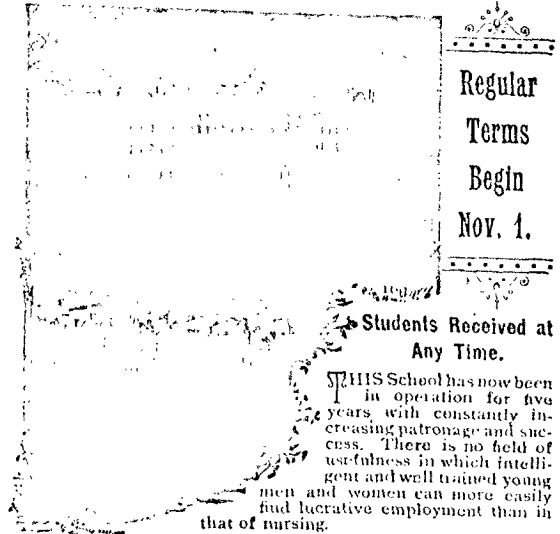 Regular
Terms
Begin
Nov. 1.
Students Received at
Any Time.
THIS School has now been
in operation for five
years with constantly in-
creasing patronage and suc-
cess. There is no field of
usefulness in which intelli-
gent and well trained young
men and women can more easily
find lucrative employment than in
that of nursing.